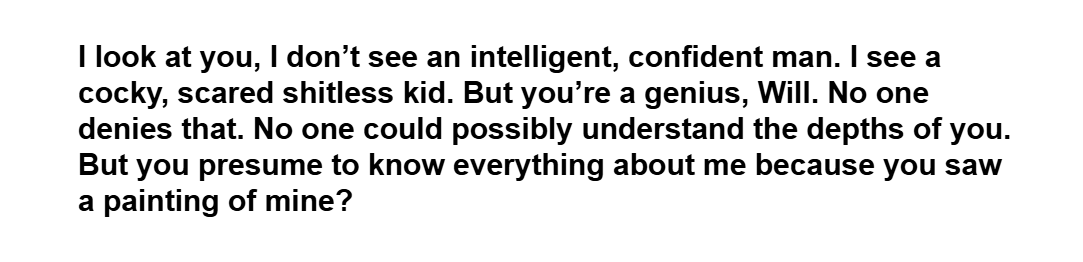 I look at you, I don’t see an intelligent, confident man. I see a
cocky, scared shitless kid. But you’re a genius, Will. No one
denies that. No one could possibly understand the depths of you.
But you presume to know everything about me because you saw
a painting of mine?